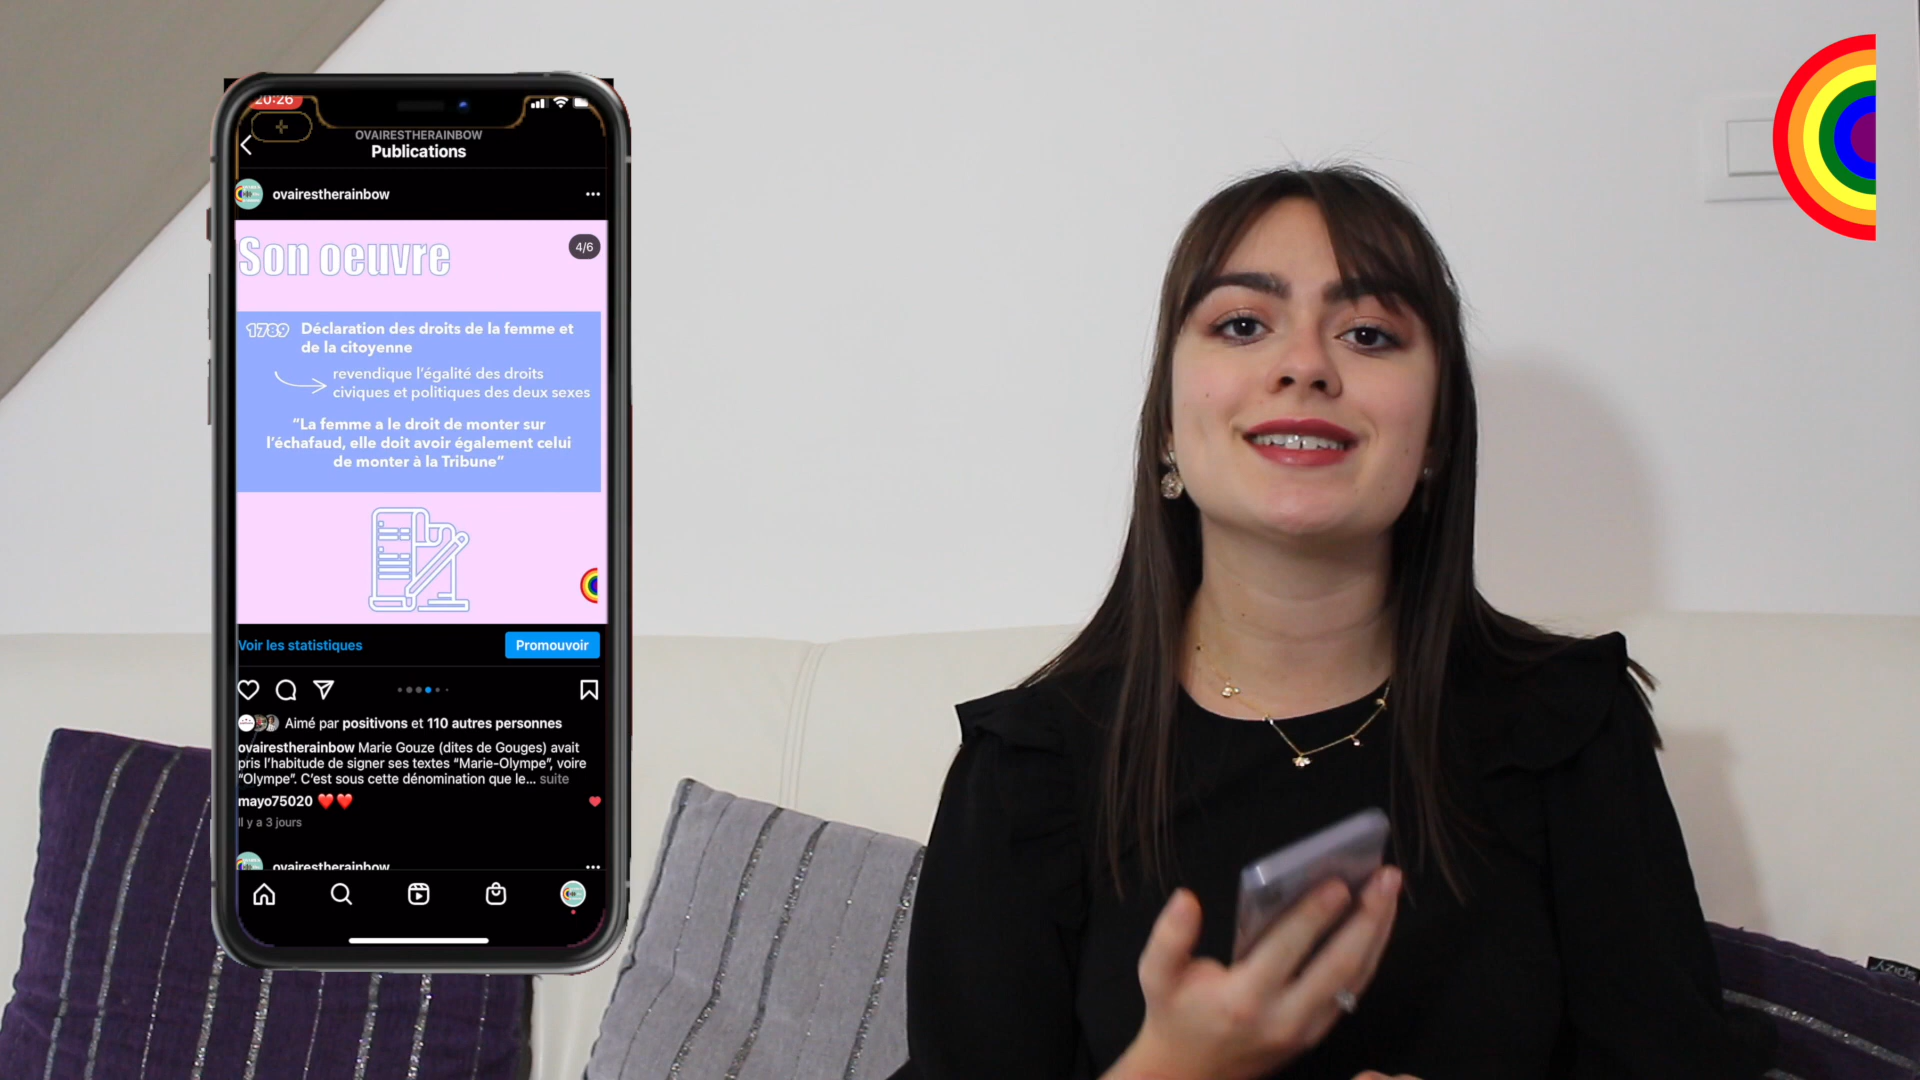 20:26
OVAIRESTHERAINBOW
Publications
ovairestherainbow
Son oeuvre
4/6
1789
Déclaration des droits de la femme et
de la citoyenne
revendique l'égalité des droits
civiques et politiques des deux sexes
“La femme a le droit de monter sur
l'échafaud, elle doit avoir également celui
de monter à la Tribune”
Voir les statistiques
Promouvoir
Aimé par positivons et 110 autres personnes
ovairestherainbow Marie Gouze (dites de Gouges) avait
pris l'habitude de signer ses textes “Marie-Olympe”, voire
“Olympe”. C'est sous cette dénomination que le... suite
mayo75020 ❤️❤️
Il y a 3 jours
ovairestherainbow
spizy